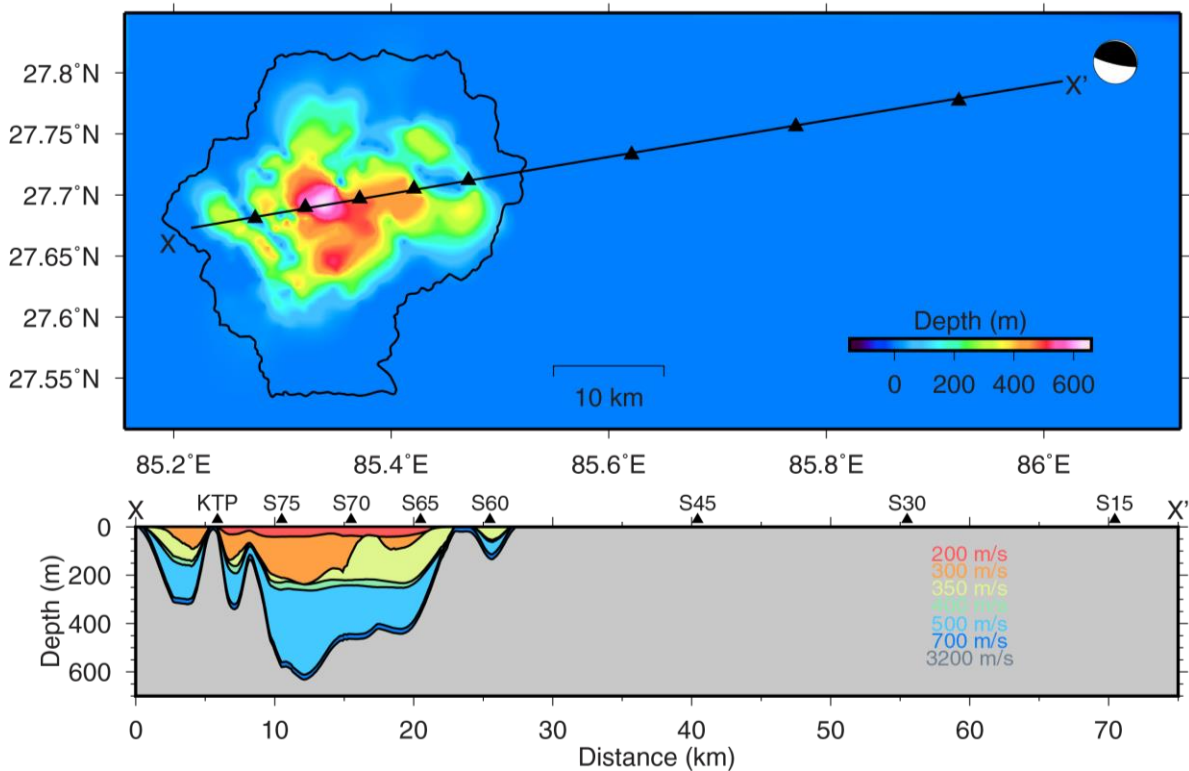 27.8°N
27.75°N
27.7°N
27.65°N
27.6°N
27.55°N
X
X'
Depth (m)
0 200 400 600
10 km
85.2°E 85.4°E 85.6°E 85.8°E 86°E
X KTP S75 S70 S65 S60 S45 S30 S15 X'
Depth (m)
0
200
400
600
200 m/s
300 m/s
350 m/s
400 m/s
500 m/s
700 m/s
3200 m/s
0 10 20 30 40 50 60 70
Distance (km)